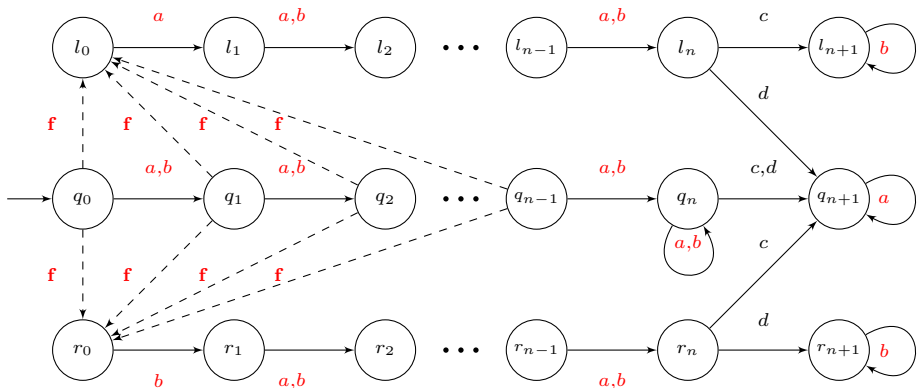 a a,b a,b c
l0 l1 l2 ••• ln−1 ln ln+1 b
d
f f f f
a,b a,b a,b c,d
q0 q1 q2 ••• qn−1 qn qn+1 a
a,b
c
f f f f
d
r0 r1 r2 ••• rn−1 rn rn+1 b
b a,b a,b